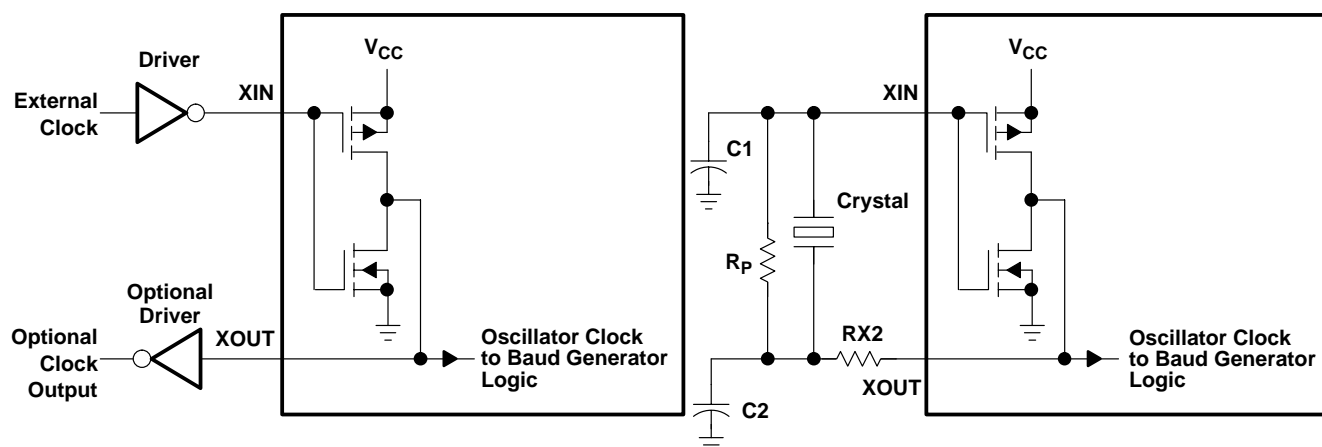 Driver
VCC
External
Clock
XIN
Optional
Driver
Optional
Clock
Output
XOUT
Oscillator Clock
to Baud Generator
Logic
VCC
XIN
C1
Crystal
RP
RX2
XOUT
C2
Oscillator Clock
to Baud Generator
Logic